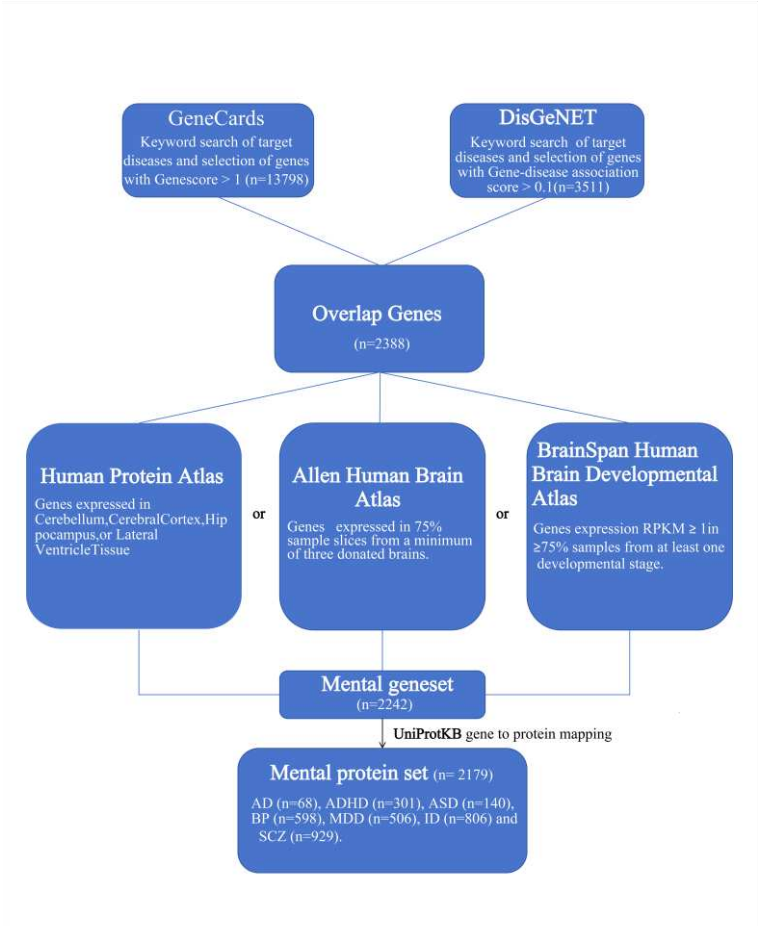 GeneCards
Keyword search of target
diseases and selection of genes
with Genescore > 1 (n=13798)
DisGeNET
Keyword search of target
diseases and selection of genes
with Gene-disease association
score > 0.1(n=3511)
Overlap Genes
(n=2388)
Human Protein Atlas
Genes expressed in
Cerebellum,CerebralCortex,Hip
pocampus,or Lateral
VentricleTissue
or
Allen Human Brain
Atlas
Genes expressed in 75%
sample slices from a minimum
of three donated brains.
or
BrainSpan Human
Brain Developmental
Atlas
Genes expression RPKM ≥ 1in
≥75% samples from at least one
developmental stage.
Mental geneset
(n=2242)
UniProtKB gene to protein mapping
Mental protein set (n= 2179)
AD (n=68), ADHD (n=301), ASD (n=140),
BP (n=598), MDD (n=506), ID (n=806) and
SCZ (n=929).